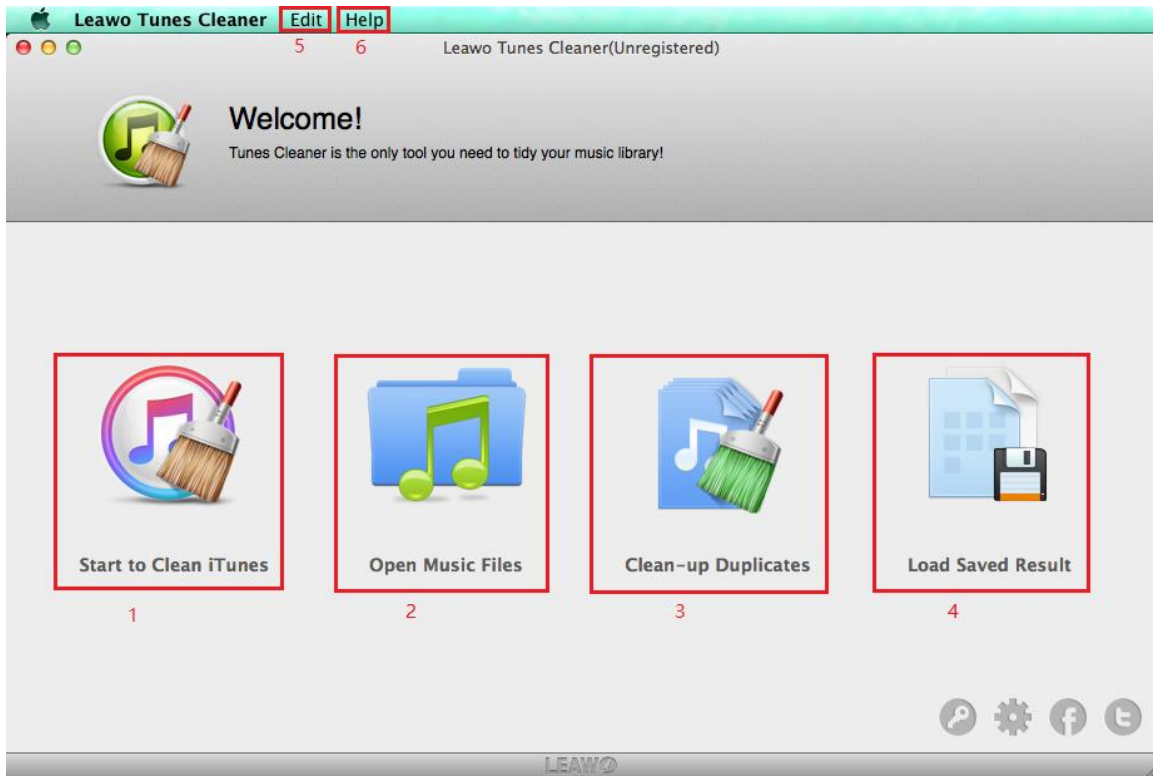 Leawo Tunes Cleaner Edit Help
5 6 Leawo Tunes Cleaner(Unregistered)
Welcome!
Tunes Cleaner is the only tool you need to tidy your music library!
Start to Clean iTunes Open Music Files Clean-up Duplicates Load Saved Result
1 2 3 4
LEAWO